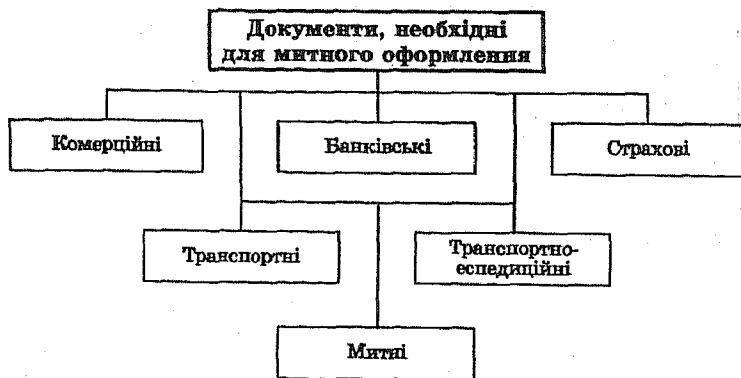 Документи, необхідні
для митного оформлення
Комерційні
Банківські
Страхові
Транспортні
Транспортно-
еспедиційні
Митні